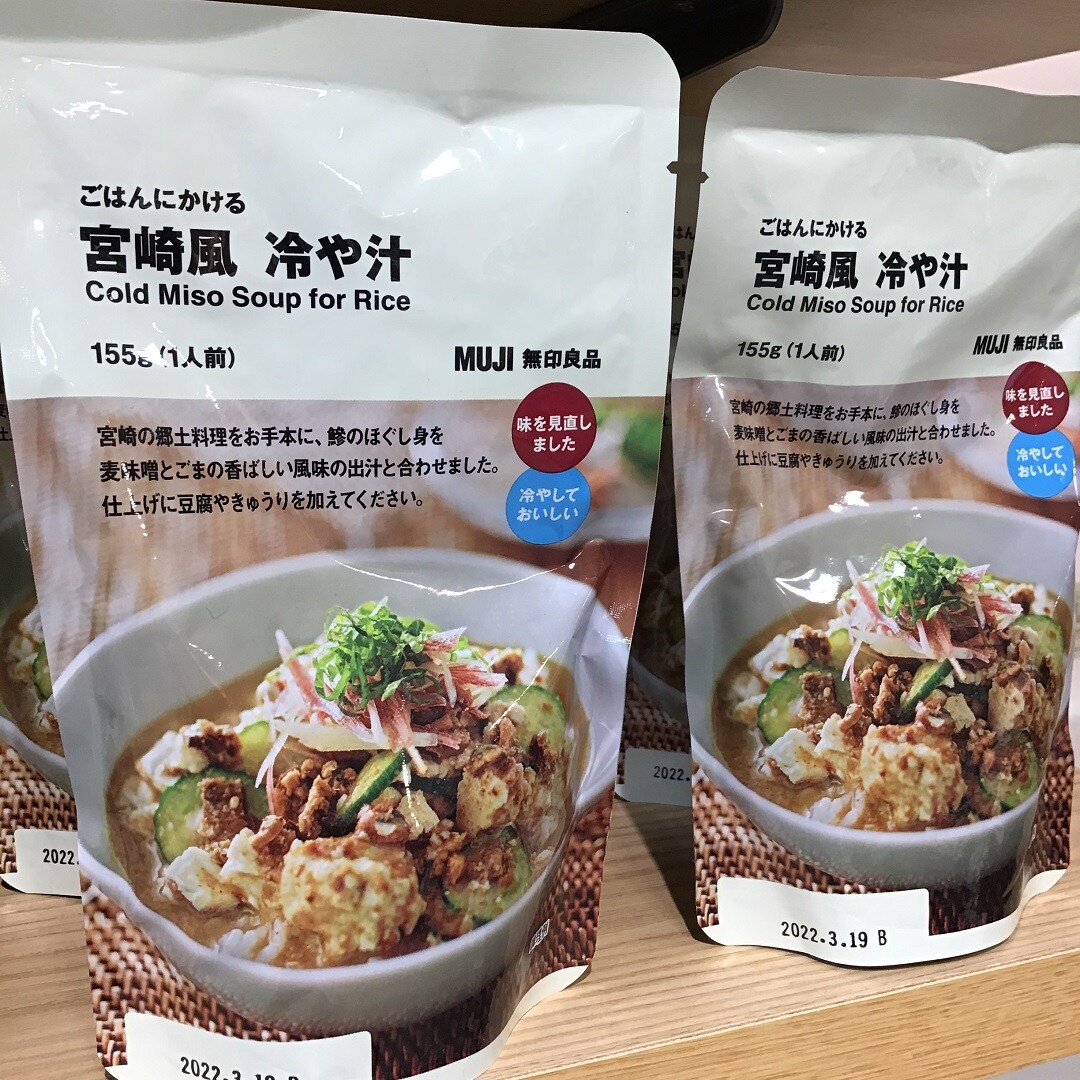 ごはんにかける
宮崎風 冷や汁
Cold Miso Soup for Rice
155g(1人前)
MUJI 無印良品
味を見直し
ました
宮崎の郷土料理をお手本に、鯵のほぐし身を
麦味噌とごまの香ばしい風味の出汁と合わせました。
仕上げに豆腐やきゅうりを加えてください。
冷やして
おいしい
ごはんにかける
宮崎風 冷や汁
Cold Miso Soup for Rice
155g(1人前)
MUJI 無印良品
味を見直し
ました
宮崎の郷土料理をお手本に、鯵のほぐし身を
麦味噌とごまの香ばしい風味の出汁と合わせました。
仕上げに豆腐やきゅうりを加えてください。
冷やして
おいしい
2022.
2022.
2022.3.19 B